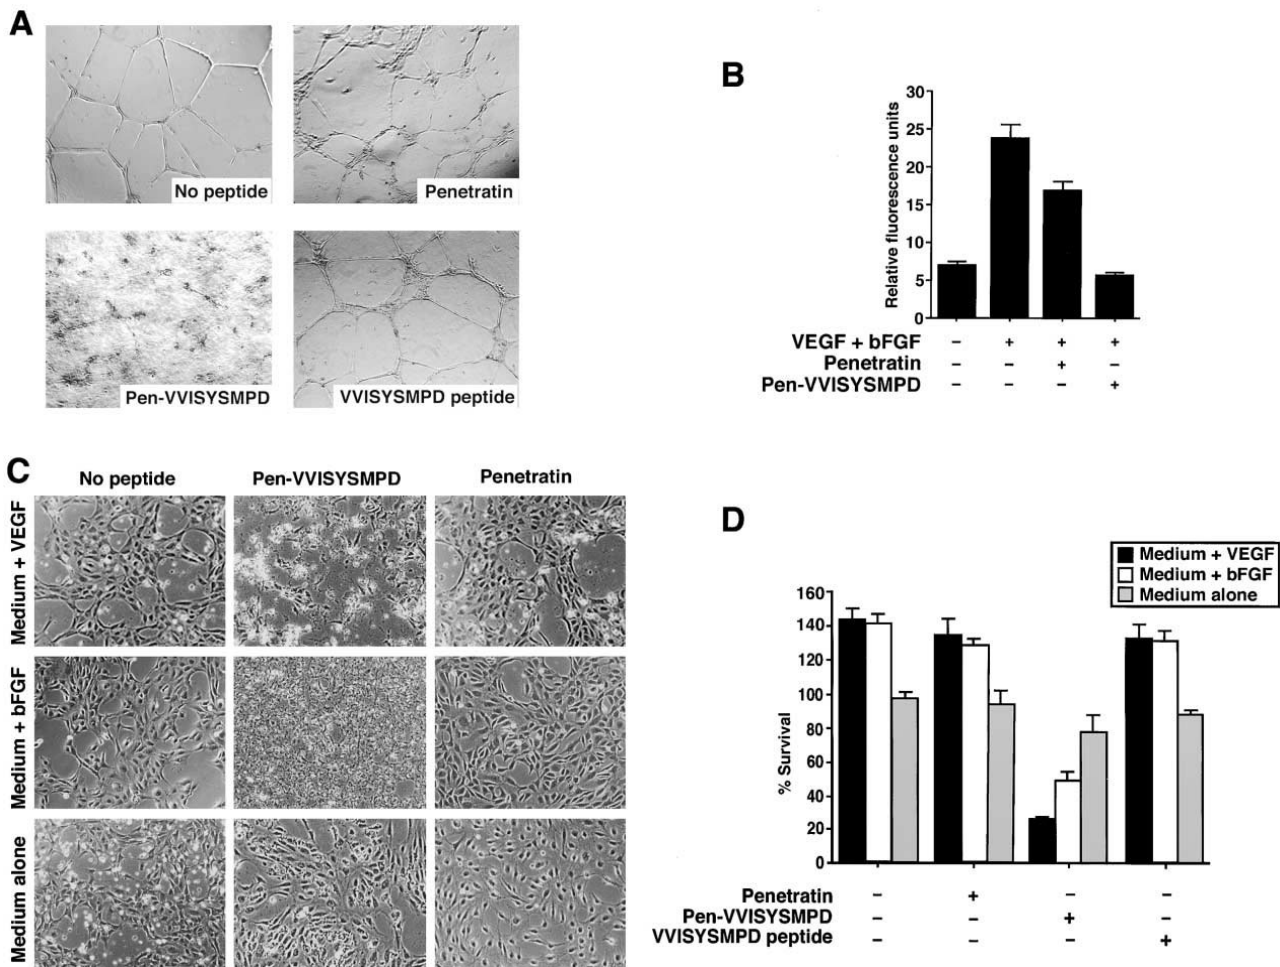 A
No peptide
Penetratin
Pen-VVISYSMPD
VVISYSMPD peptide
B
Relative fluorescence units
30
25
20
15
10
5
0
VEGF + bFGF – + + +
Penetratin – – + –
Pen-VVISYSMPD – – – +
C
No peptide Pen-VVISYSMPD Penetratin
Medium + VEGF
Medium + bFGF
Medium alone
D
Medium + VEGF
Medium + bFGF
Medium alone
% Survival
160
140
120
100
80
60
40
20
0
Penetratin – + – –
Pen-VVISYSMPD – – + –
VVISYSMPD peptide – – – +